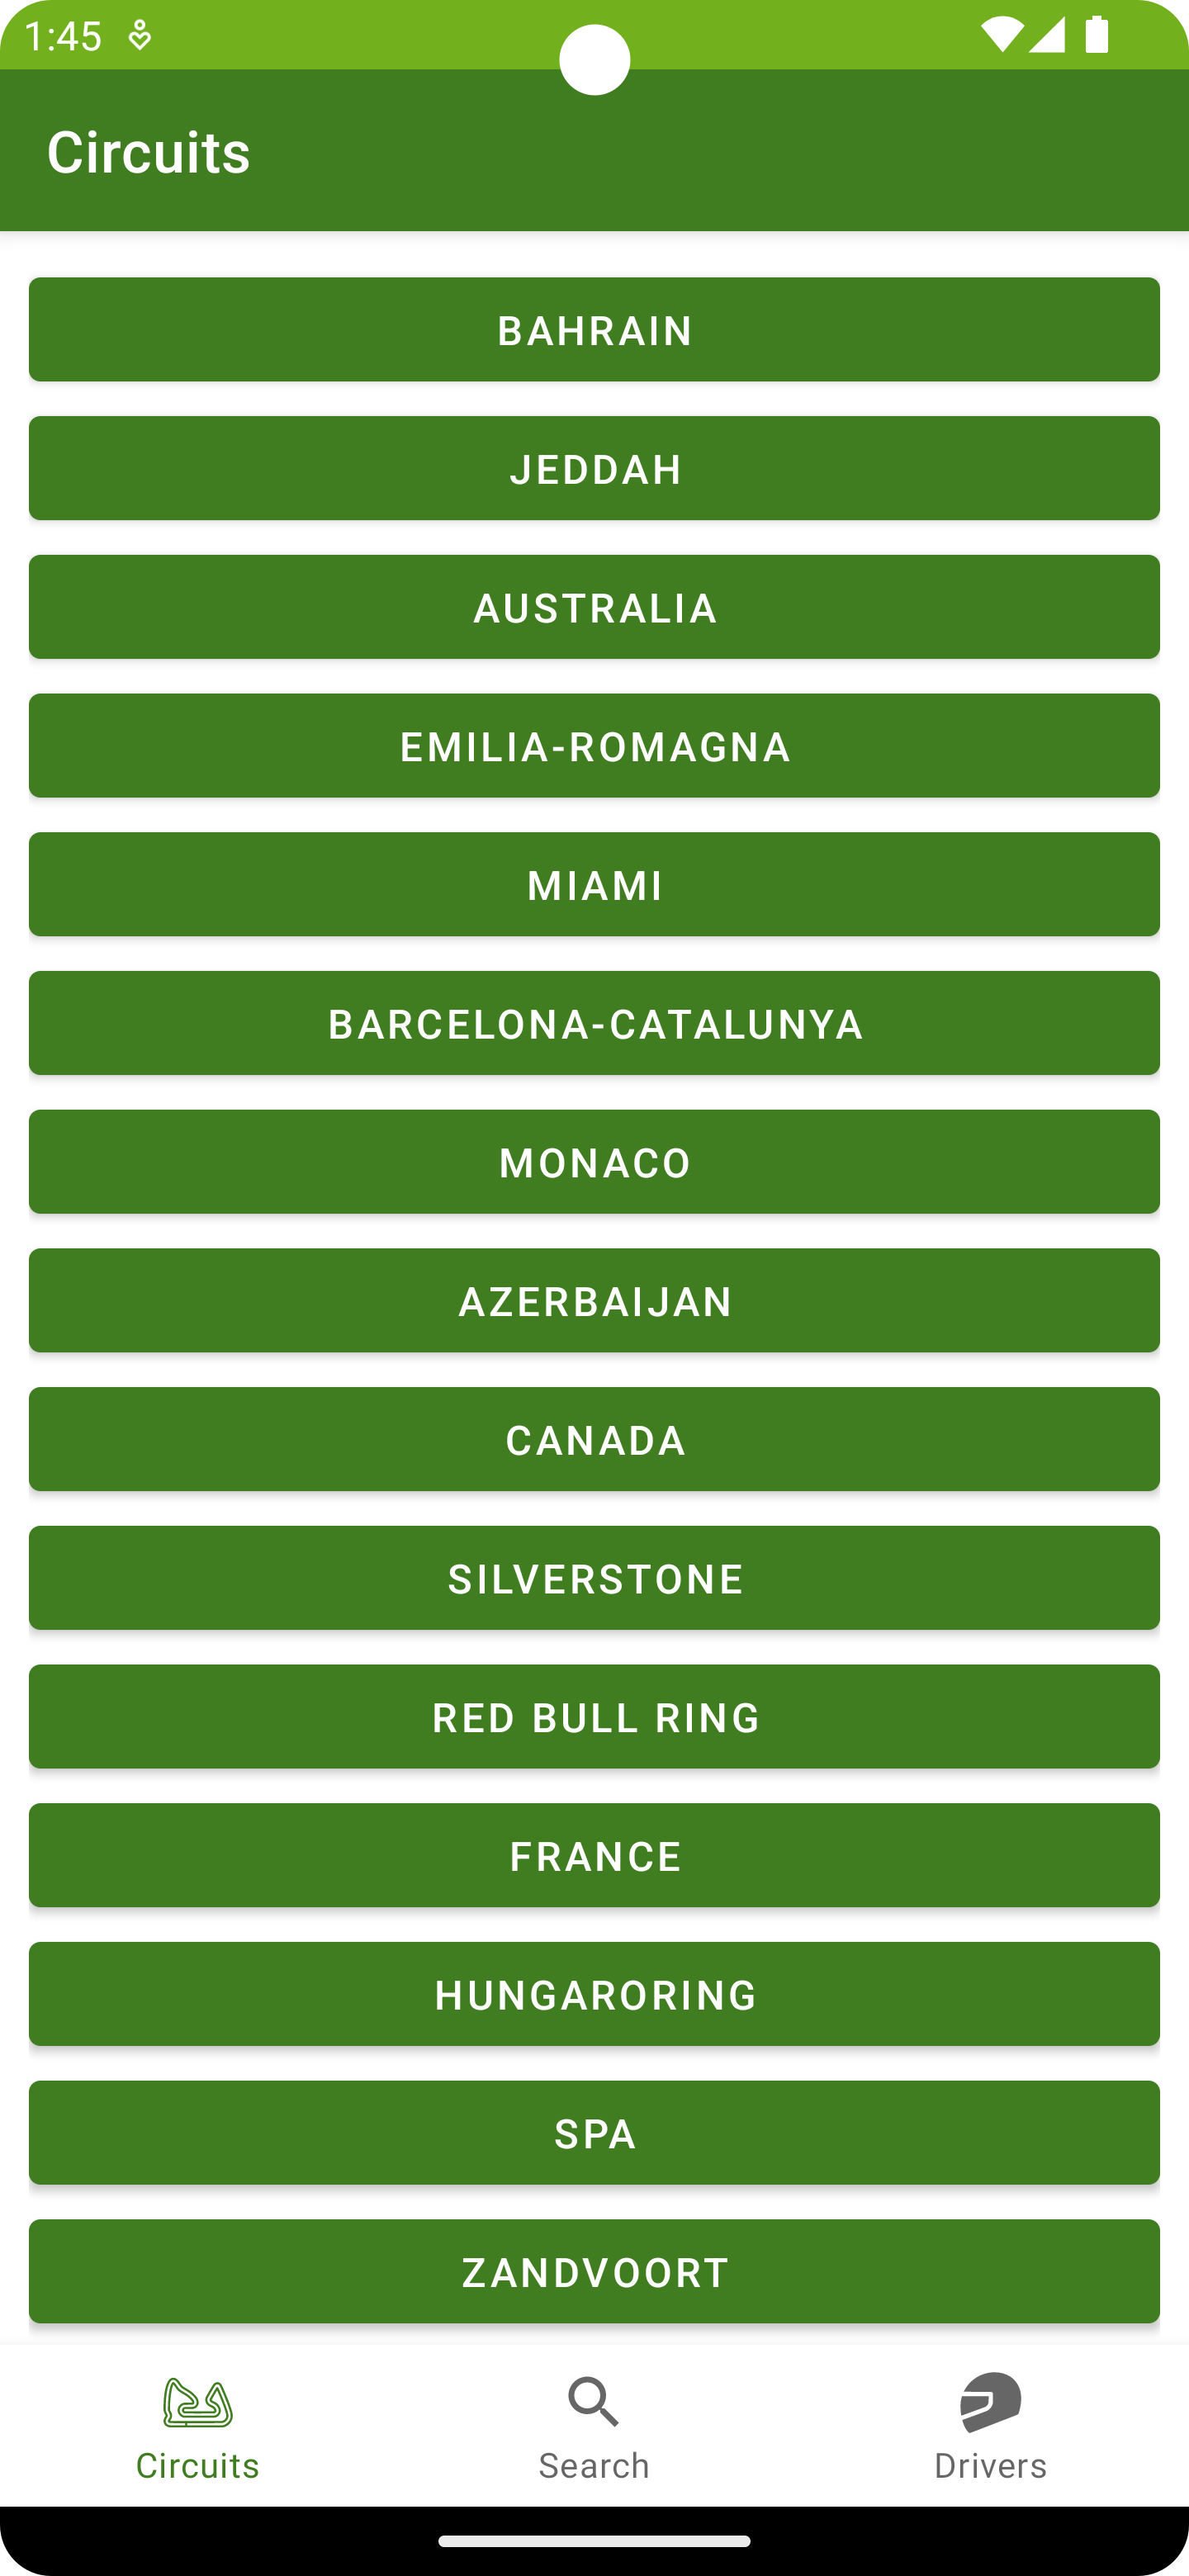 1:45
Circuits
BAHRAIN
JEDDAH
AUSTRALIA
EMILIA-ROMAGNA
MIAMI
BARCELONA-CATALUNYA
MONACO
AZERBAIJAN
CANADA
SILVERSTONE
RED BULL RING
FRANCE
HUNGARORING
SPA
ZANDVOORT
Circuits
Search
Drivers